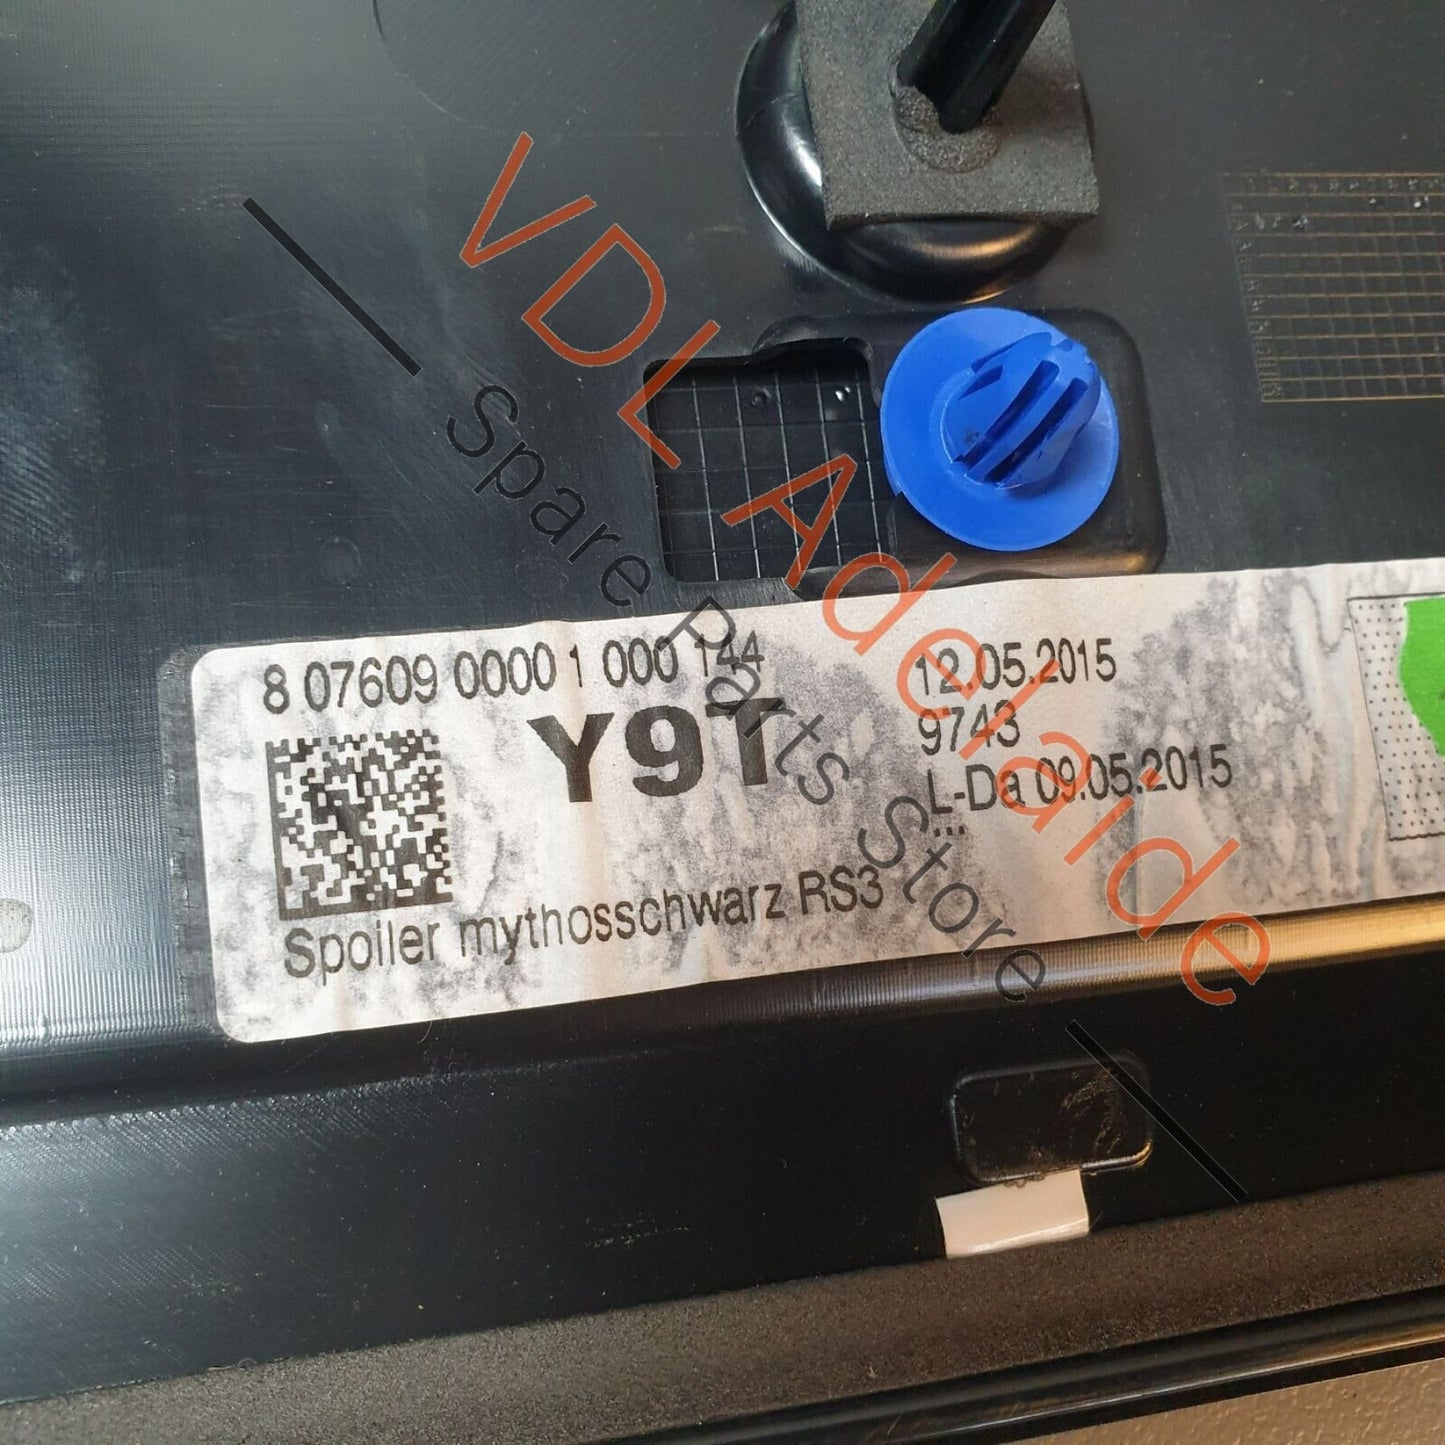 VDL Adelaide
Spare Parts Store
8 07609 0000 1 000 144
Y9T
12.05.2015
9743
L-Da 09.05.2015
...
Spoiler mythosschwarz RS3